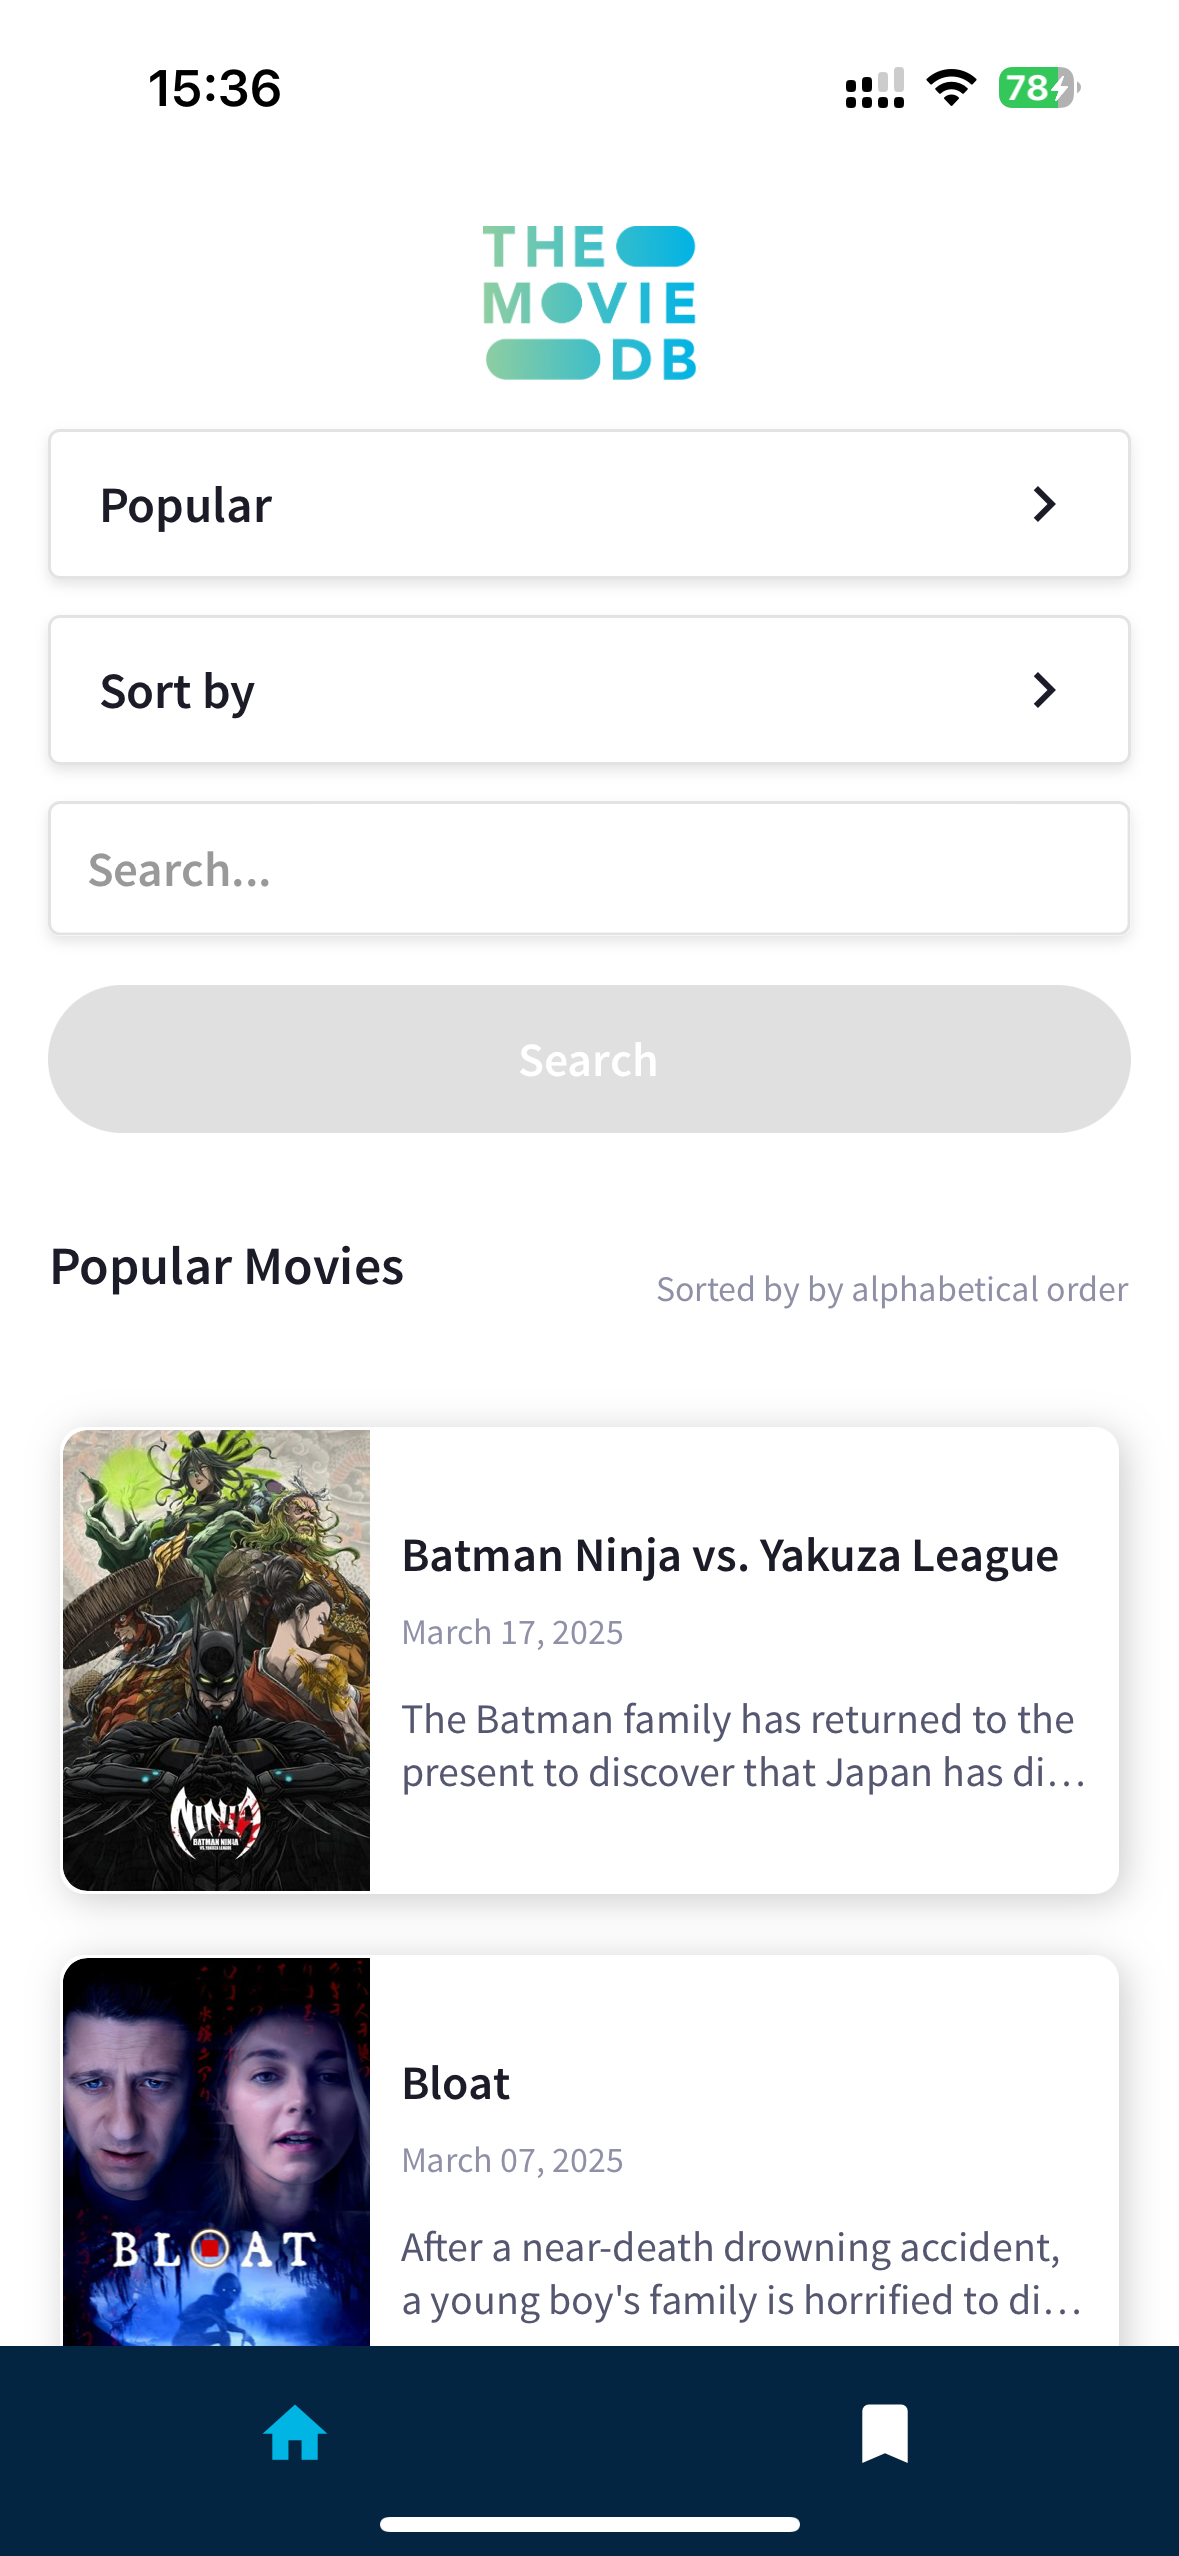 15:36
78
THE
MOVIE
DB
Popular
Sort by
Search...
Search
Popular Movies
Sorted by by alphabetical order
Batman Ninja vs. Yakuza League
March 17, 2025
The Batman family has returned to the
present to discover that Japan has di...
NINJA
BATMAN NINJA
VS. YAKUZA LEAGUE
Bloat
March 07, 2025
After a near-death drowning accident,
a young boy's family is horrified to di...
BLOAT